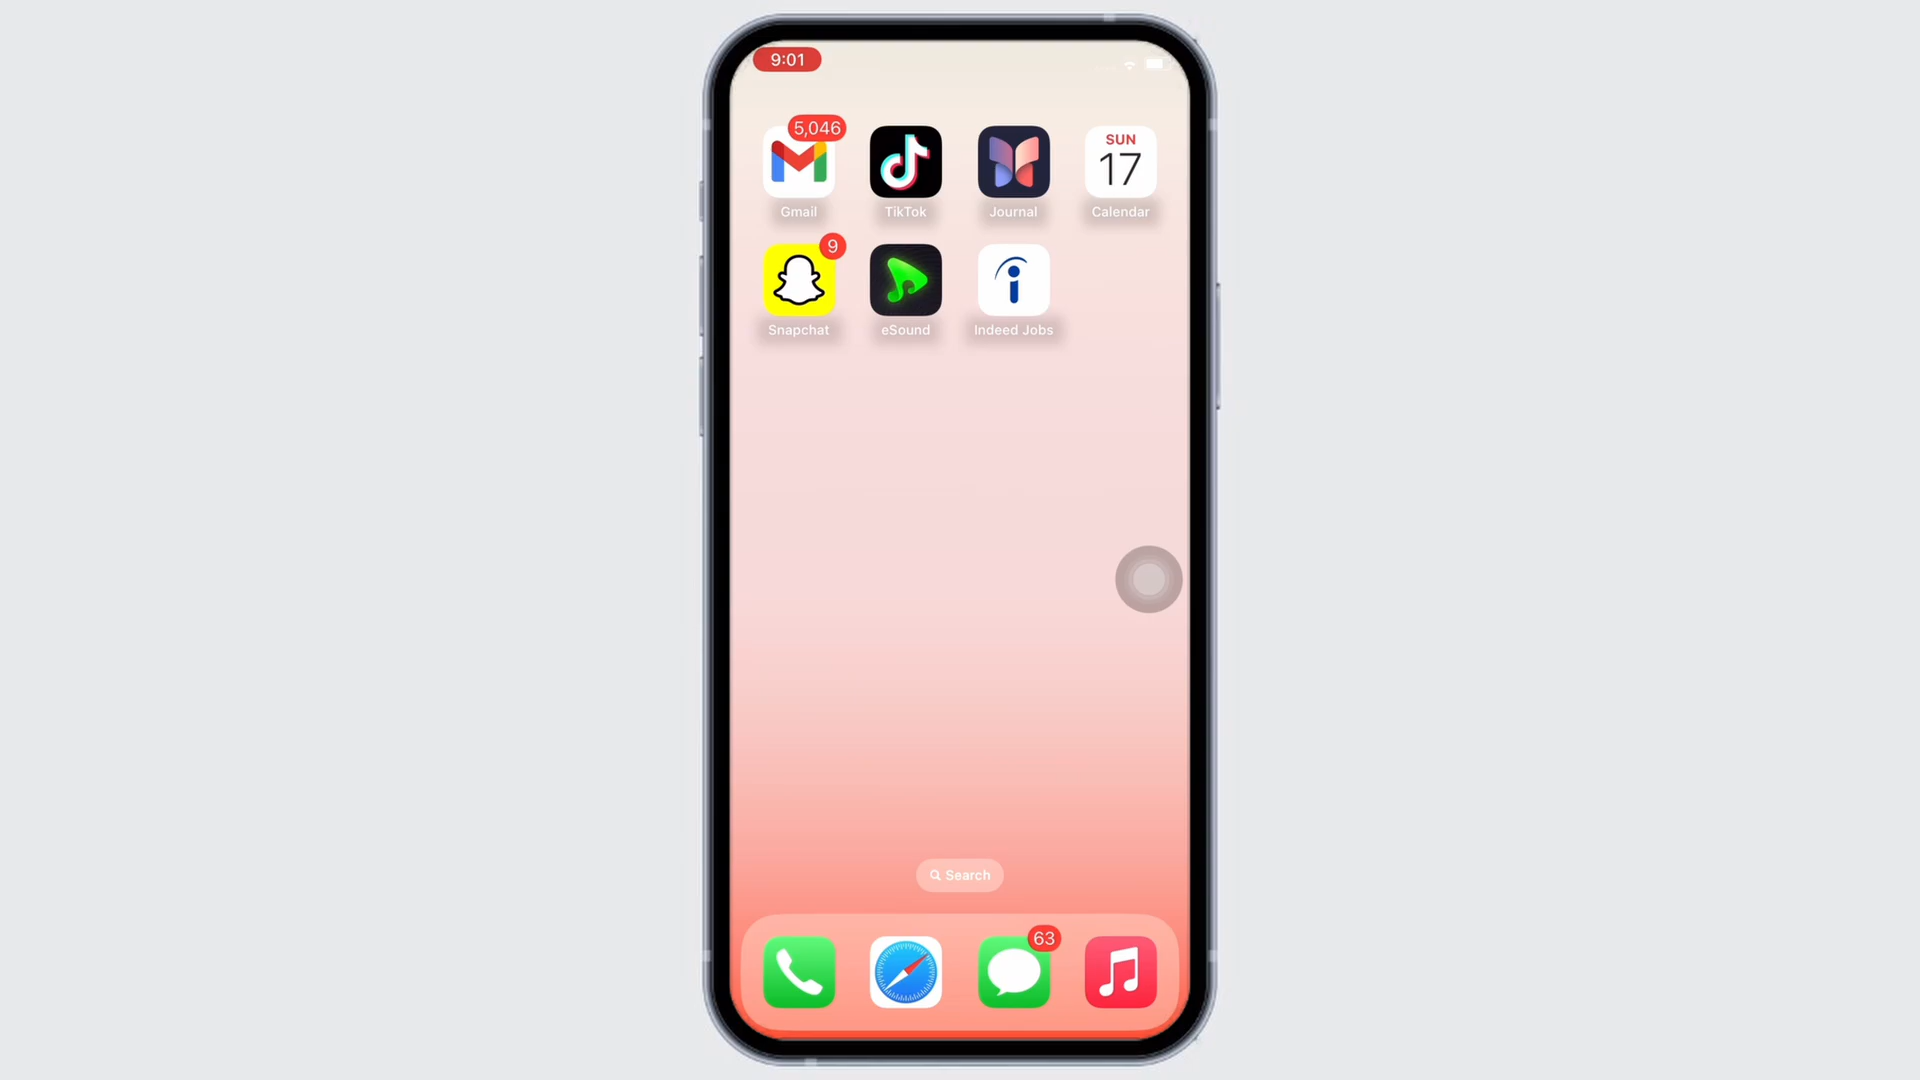 9:01
5,046
Gmail
TikTok
Journal
SUN
17
Calendar
9
Snapchat
eSound
Indeed Jobs
Search
63